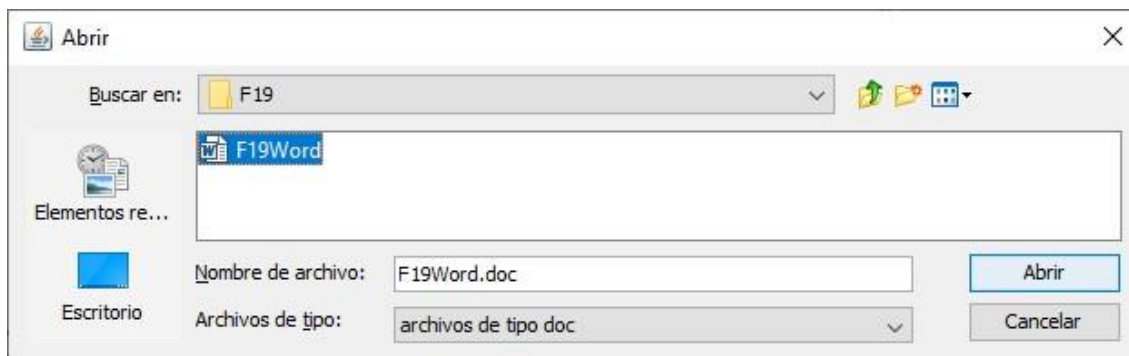 Abrir
Buscar en: F19
F19Word
Elementos re...
Nombre de archivo: F19Word.doc Abrir
Escritorio
Archivos de tipo: archivos de tipo doc Cancelar